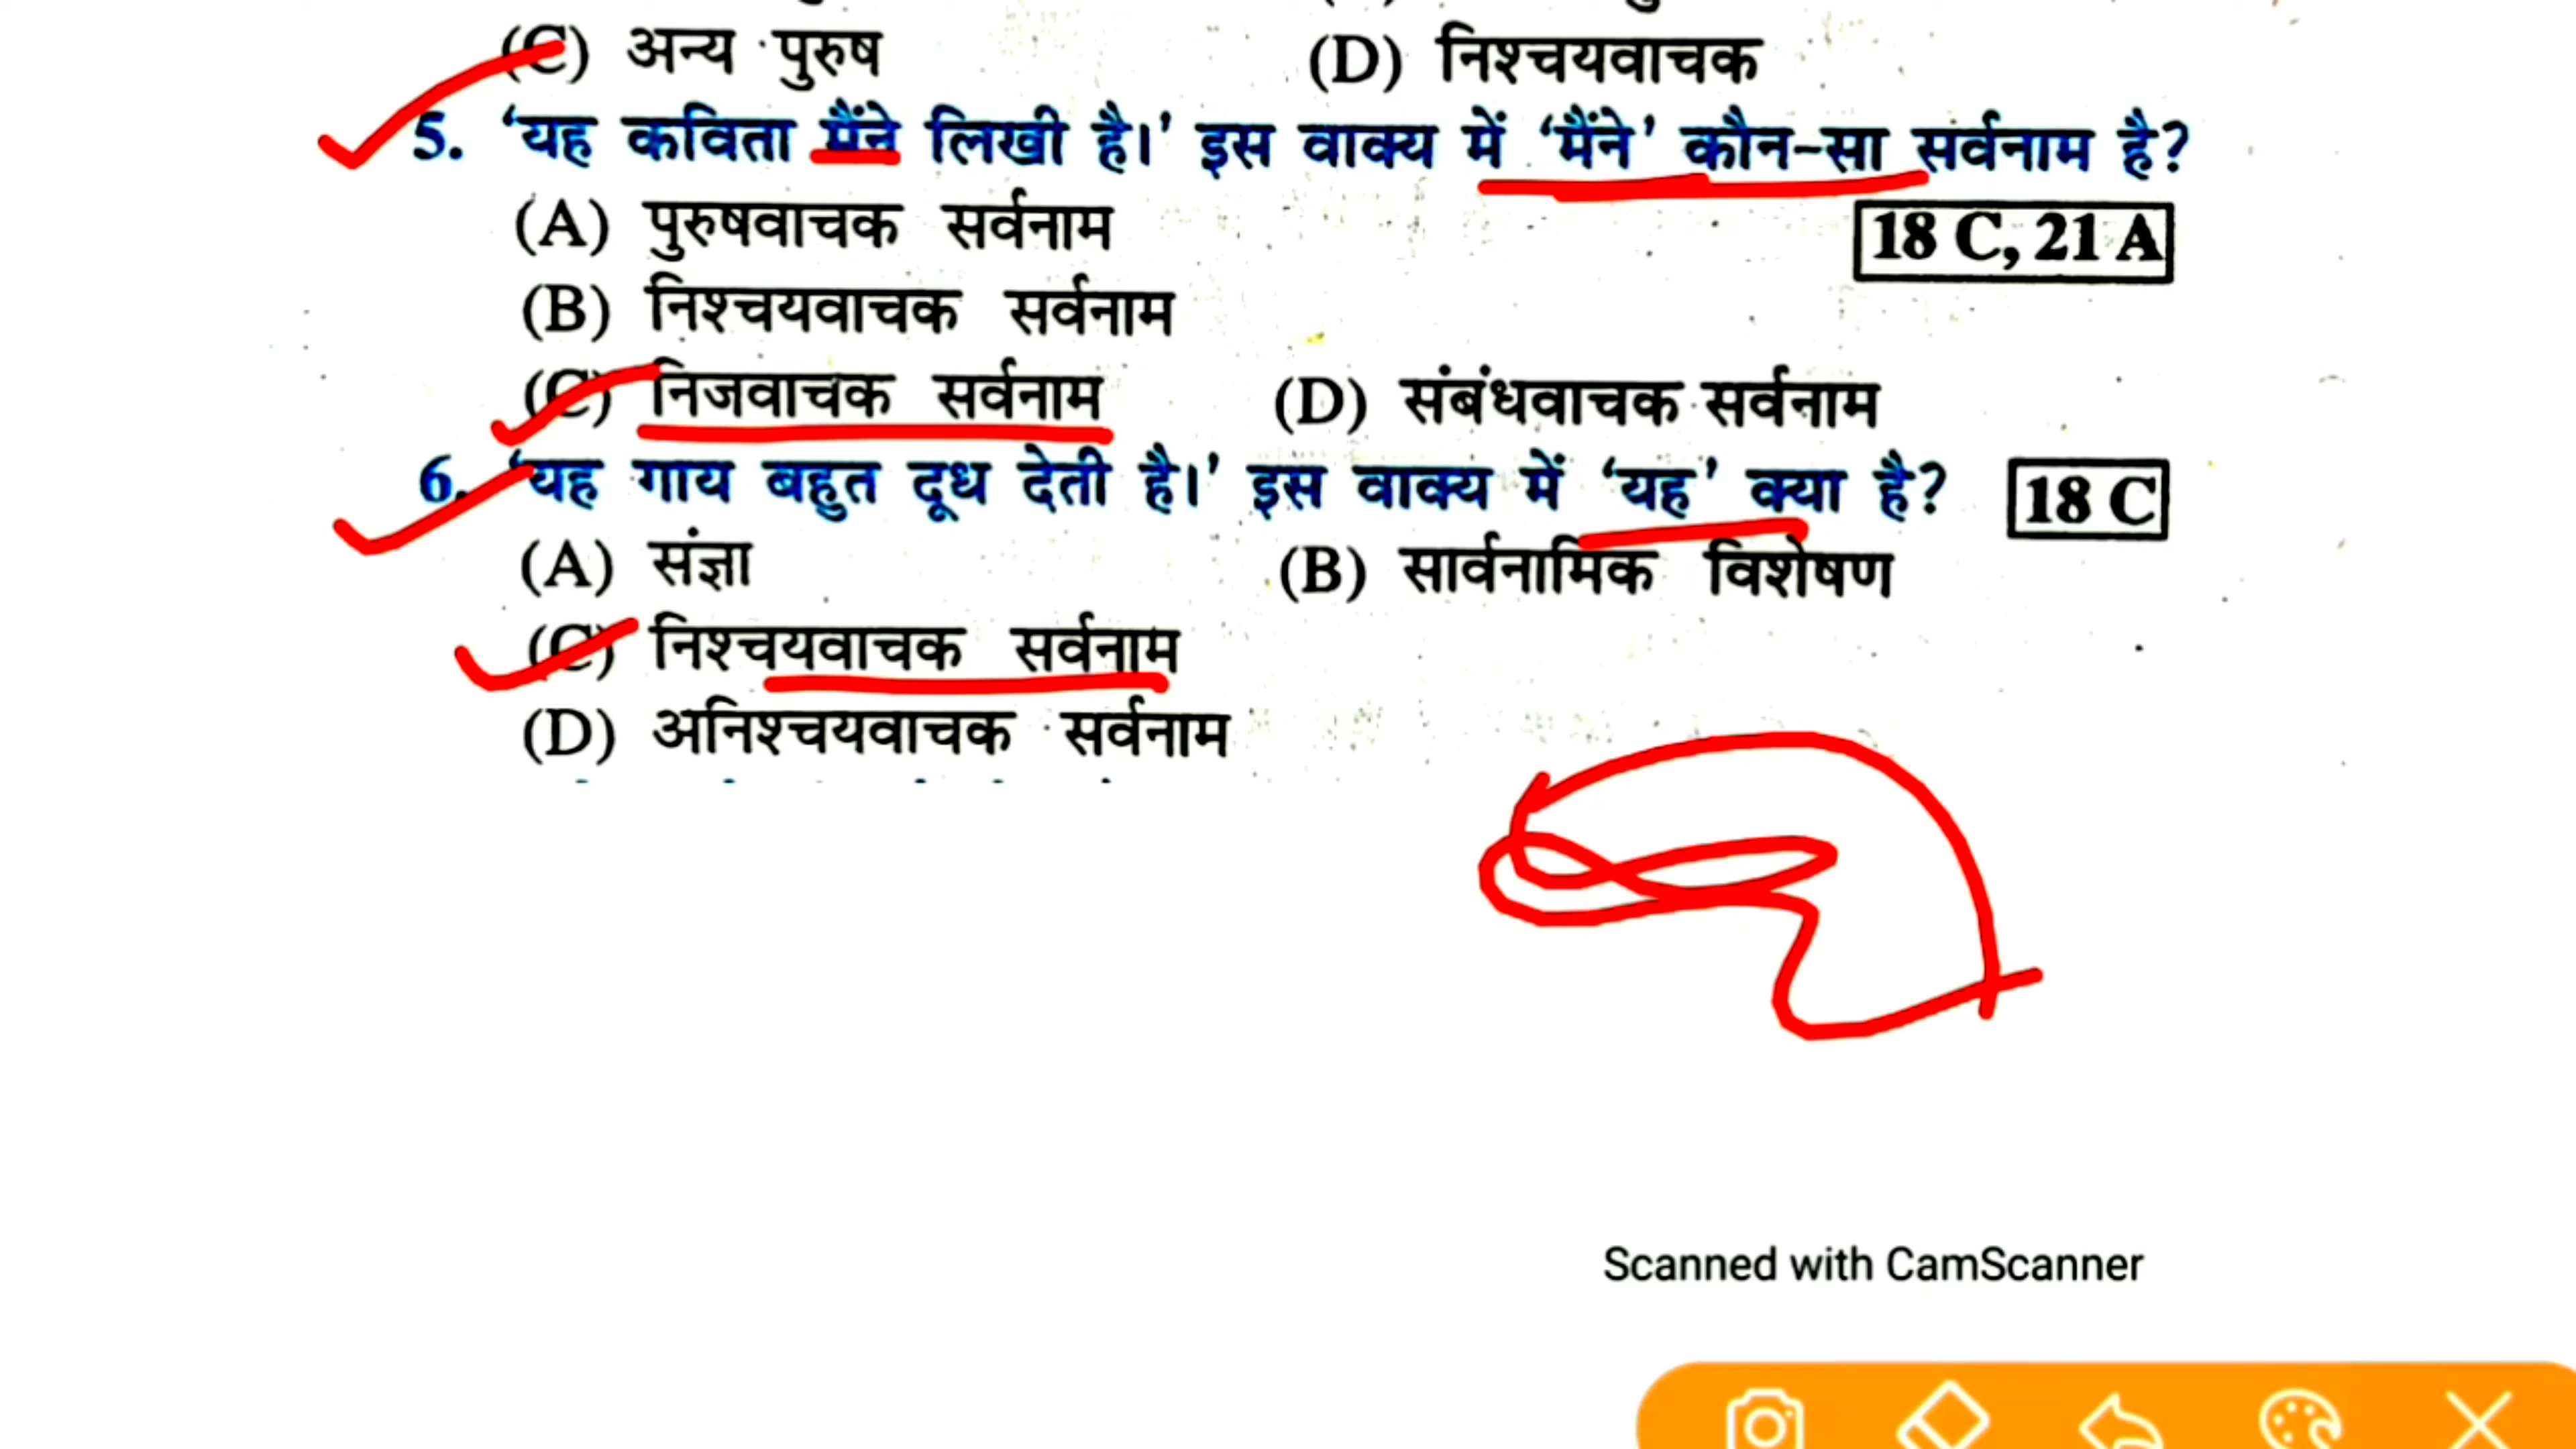 (C) अन्य पुरुष (D) निश्चयवाचक
5. ‘यह कविता मैंने लिखी है।’ इस वाक्य में ‘मैंने’ कौन-सा सर्वनाम है?
(A) पुरुषवाचक सर्वनाम 18 C, 21 A
(B) निश्चयवाचक सर्वनाम
(C) निजवाचक सर्वनाम (D) संबंधवाचक सर्वनाम
6. ‘यह गाय बहुत दूध देती है।’ इस वाक्य में ‘यह’ क्या है? 18 C
(A) संज्ञा (B) सार्वनामिक विशेषण
(C) निश्चयवाचक सर्वनाम
(D) अनिश्चयवाचक सर्वनाम
Scanned with CamScanner